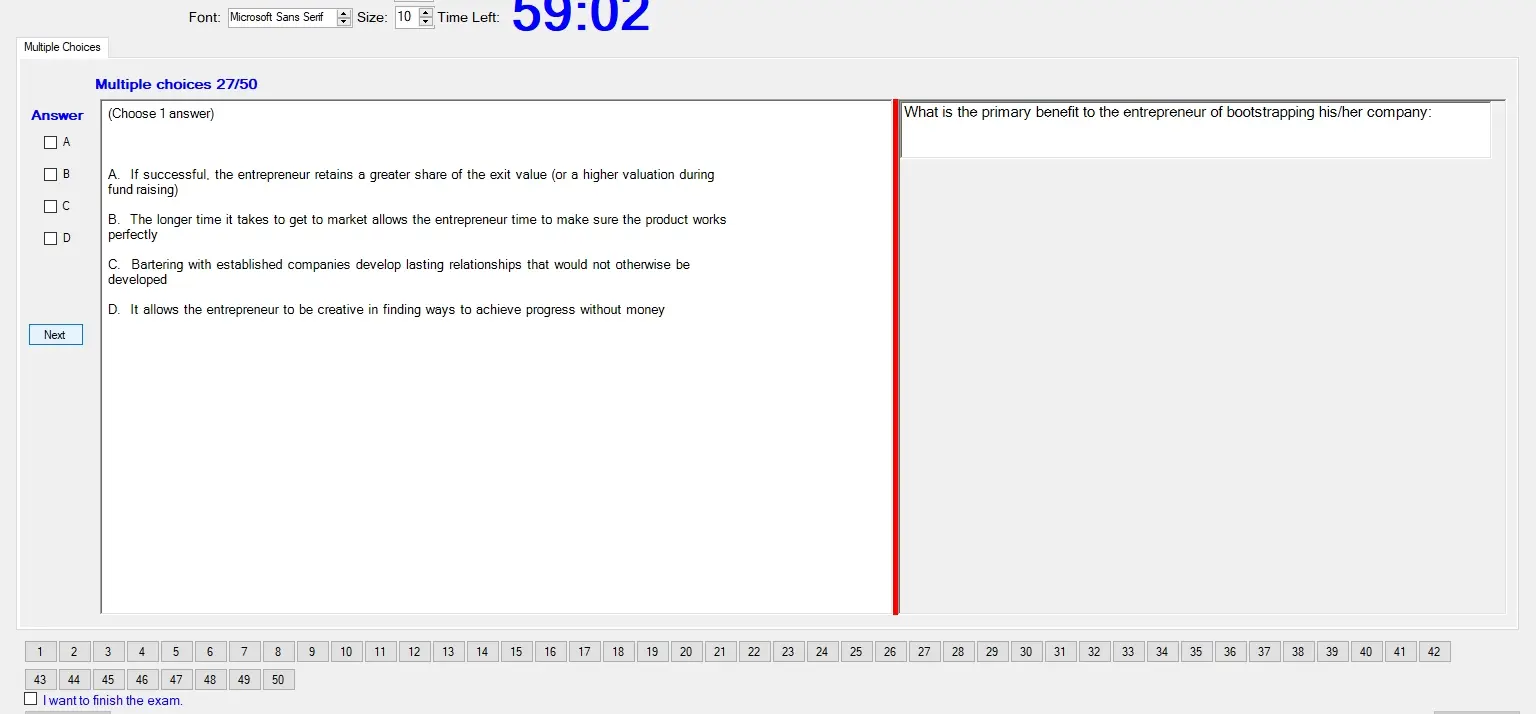 Font: Microsoft Sans Serif Size: 10 Time Left: 59:02
Multiple Choices
Multiple choices 27/50
Answer
A
B
C
D
Next
(Choose 1 answer)
A. If successful, the entrepreneur retains a greater share of the exit value (or a higher valuation during
fund raising)
B. The longer time it takes to get to market allows the entrepreneur time to make sure the product works
perfectly
C. Bartering with established companies develop lasting relationships that would not otherwise be
developed
D. It allows the entrepreneur to be creative in finding ways to achieve progress without money
What is the primary benefit to the entrepreneur of bootstrapping his/her company:
1 2 3 4 5 6 7 8 9 10 11 12 13 14 15 16 17 18 19 20 21 22 23 24 25 26 27 28 29 30 31 32 33 34 35 36 37 38 39 40 41 42
43 44 45 46 47 48 49 50
I want to finish the exam.